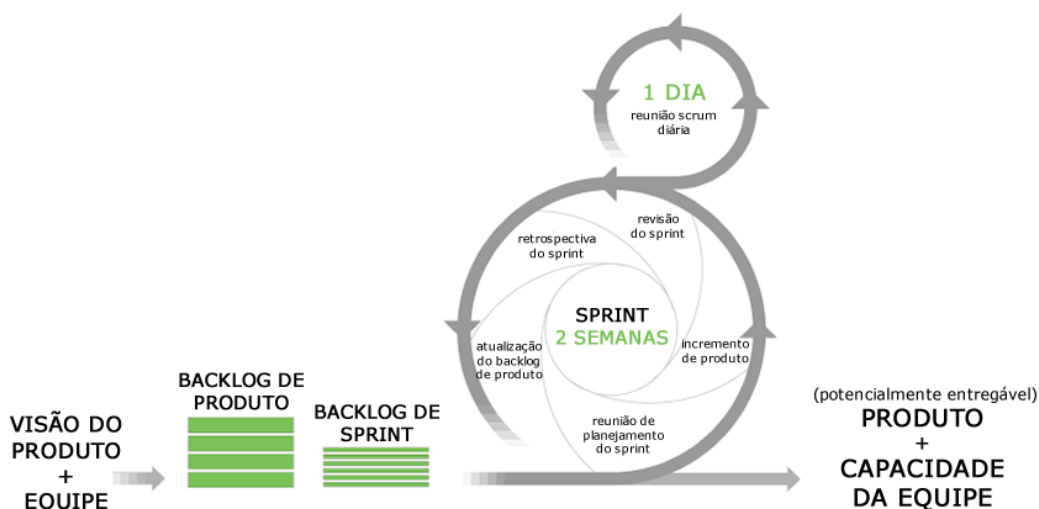 VISÃO DO
PRODUTO
+
EQUIPE
BACKLOG DE
PRODUTO
BACKLOG DE
SPRINT
1 DIA
reunião scrum
diária
revisão
do sprint
retrospectiva
do sprint
SPRINT
2 SEMANAS
atualização
do backlog
de produto
incremento
de produto
reunião de
planejamento
do sprint
(potencialmente entregável)
PRODUTO
+
CAPACIDADE
DA EQUIPE